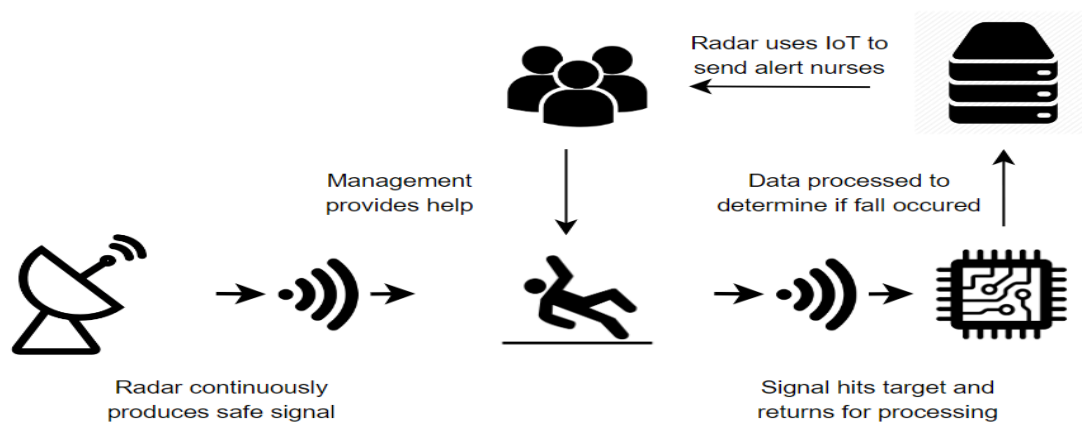 Radar uses IoT to
send alert nurses
Management
provides help
Data processed to
determine if fall occured
Radar continuously
produces safe signal
Signal hits target and
returns for processing